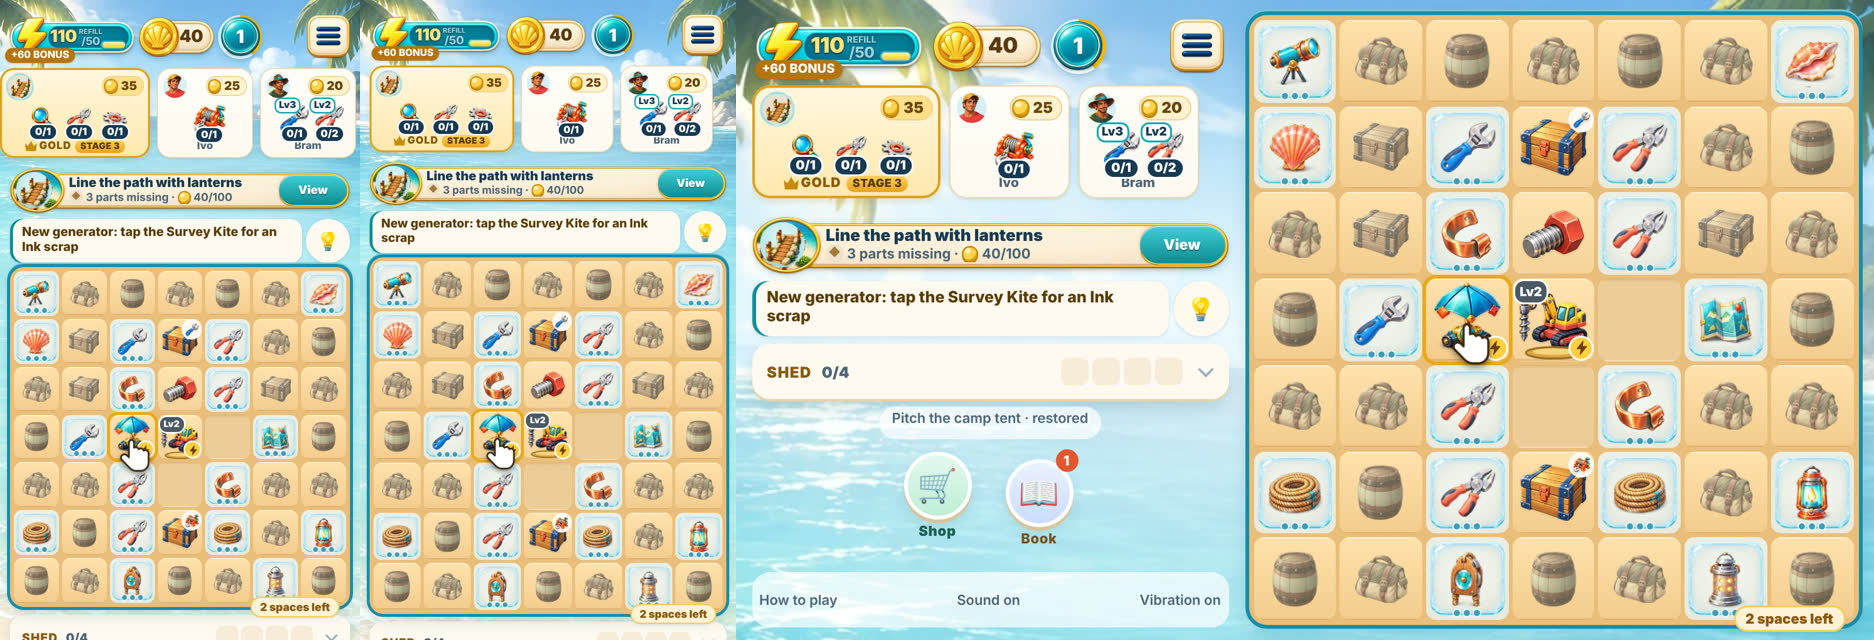 110 REFILL /50
+60 BONUS
40
1
35
0/1 0/1 0/1
GOLD STAGE 3
25
0/1
Ivo
20
Lv3 Lv2
0/1 0/1
Bram
Line the path with lanterns
3 parts missing · 40/100
View
New generator: tap the Survey Kite for an
Ink scrap
Lv2
2 spaces left
SHED 0/4
110 REFILL /50
+60 BONUS
40
1
35
0/1 0/1 0/1
GOLD STAGE 3
25
0/1
Ivo
20
Lv3 Lv2
0/1 0/2
Bram
Line the path with lanterns
3 parts missing · 40/100
View
New generator: tap the Survey Kite for an Ink
scrap
Lv2
2 spaces left
SHED 0/4
110 REFILL /50
+60 BONUS
40
1
35
0/1 0/1 0/1
GOLD STAGE 3
25
0/1
Ivo
20
Lv3 Lv2
0/1 0/2
Bram
Line the path with lanterns
3 parts missing · 40/100
View
New generator: tap the Survey Kite for an Ink
scrap
SHED 0/4
Pitch the camp tent · restored
1
Shop
Book
How to play
Sound on
Vibration on
Lv2
2 spaces left